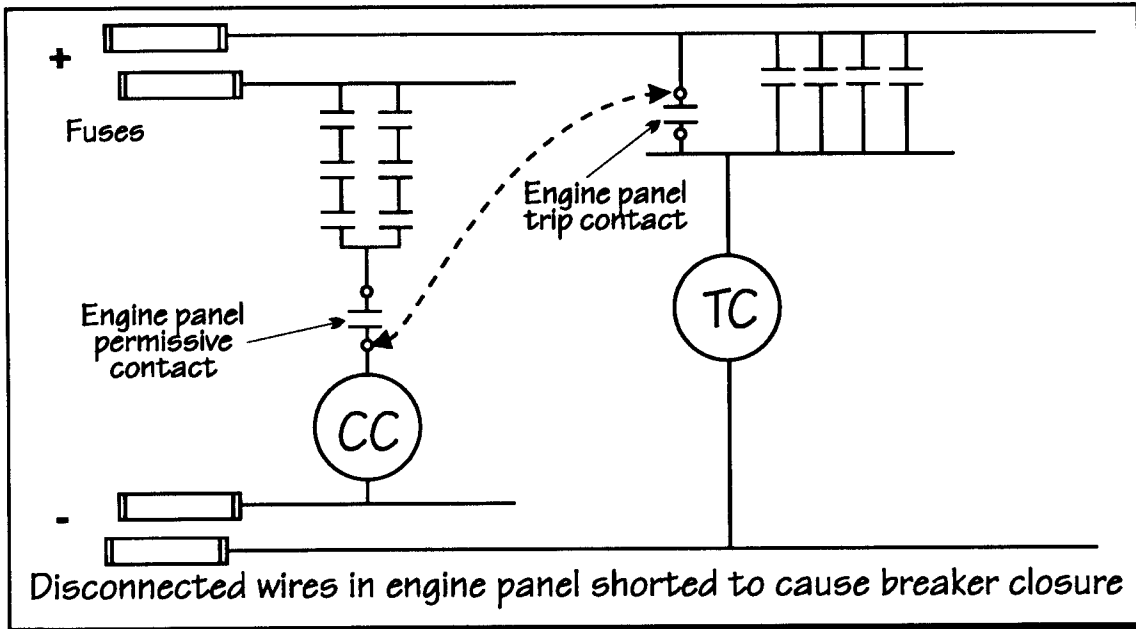 +
Fuses
Engine panel
trip contact
Engine panel
permissive
contact
TC
CC
-
Disconnected wires in engine panel shorted to cause breaker closure